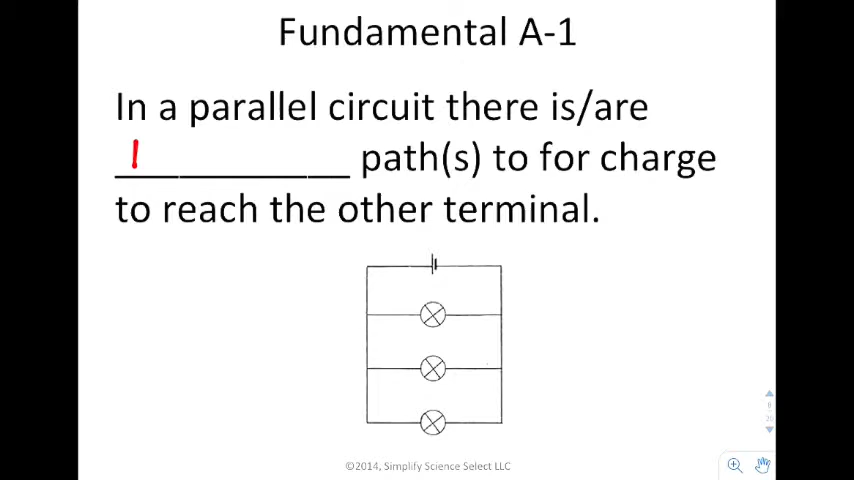 Fundamental A-1
In a parallel circuit there is/are
____________ path(s) to for charge
to reach the other terminal.
©2014, Simplify Science Select LLC